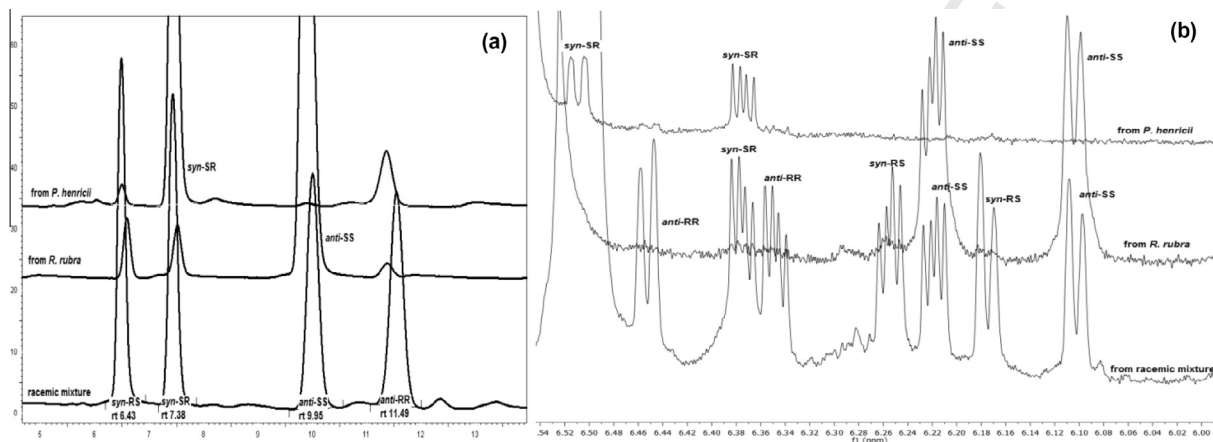 (a)
60
50
40
30
20
10
0
syn-SR
from P. henricii
anti-SS
from R. rubra
racemic mixture
syn-RS
rt 6.43
syn-SR
rt 7.38
anti-SS
rt 9.95
anti-RR
rt 11.49
5 6 7 8 9 10 11 12 13
(b)
syn-SR
syn-SR
anti-SS
anti-SS
from P. henricii
syn-SR
anti-RR
anti-RR
syn-RS
anti-SS
syn-RS
anti-SS
from R. rubra
from racemic mixture
.54 6.52 6.50 6.48 6.46 6.44 6.42 6.40 6.38 6.36 6.34 6.32 6.30 6.28 6.26 6.24 6.22 6.20 6.18 6.16 6.14 6.12 6.10 6.08 6.06 6.04 6.02 6.00
f1 (ppm)